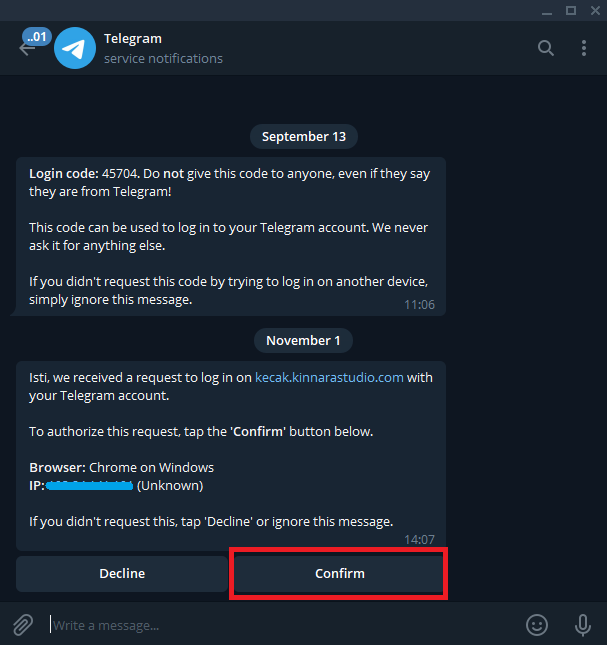 ..01
Telegram
service notifications
September 13
Login code: 45704. Do not give this code to anyone, even if they say
they are from Telegram!
This code can be used to log in to your Telegram account. We never
ask it for anything else.
If you didn't request this code by trying to log in on another device,
simply ignore this message.
11:06
November 1
Isti, we received a request to log in on kecak.kinnarastudio.com with
your Telegram account.
To authorize this request, tap the 'Confirm' button below.
Browser: Chrome on Windows
IP: (Unknown)
If you didn't request this, tap 'Decline' or ignore this message.
14:07
Decline
Confirm
Write a message...